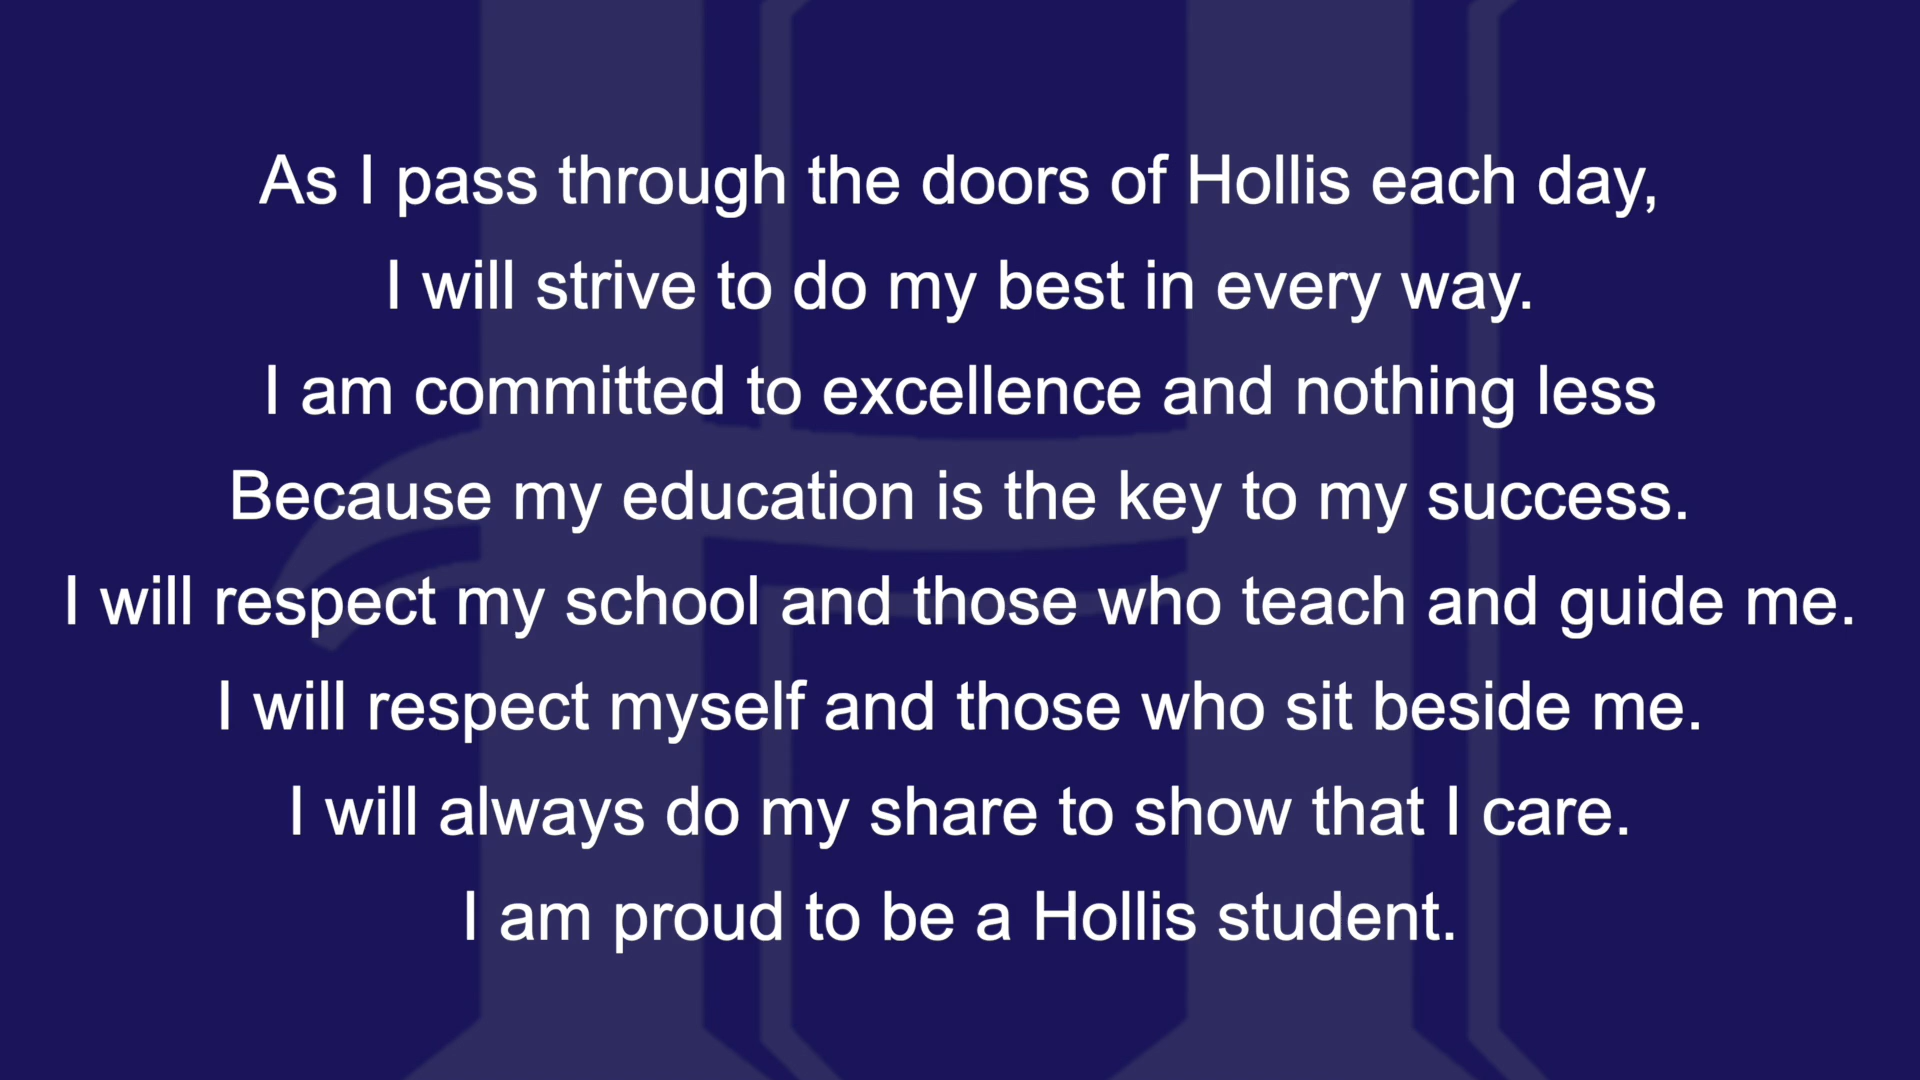 As I pass through the doors of Hollis each day,
I will strive to do my best in every way.
I am committed to excellence and nothing less
Because my education is the key to my success.
I will respect my school and those who teach and guide me.
I will respect myself and those who sit beside me.
I will always do my share to show that I care.
I am proud to be a Hollis student.